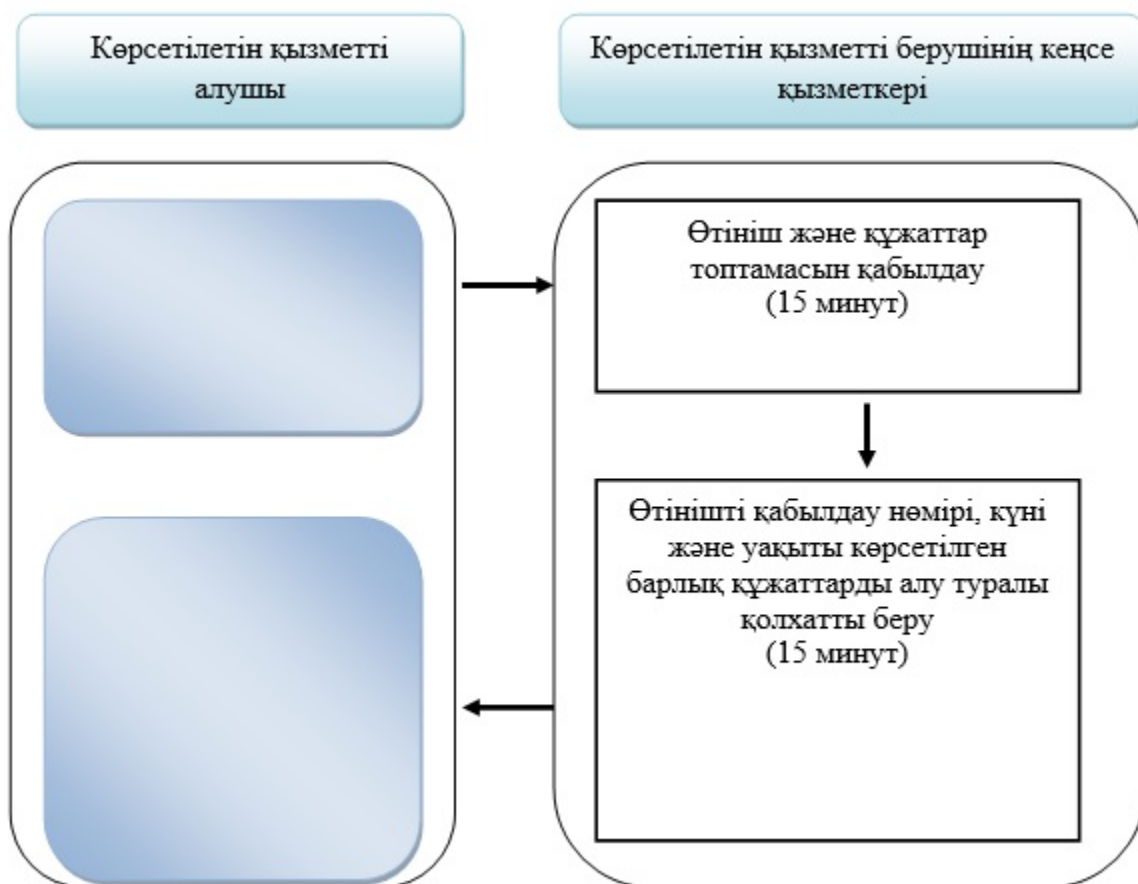 Көрсетілетін қызметті
алушы
Көрсетілетін қызметті берушінің кеңсе
қызметкері
Өтініш және құжаттар
топтамасын қабылдау
(15 минут)
Өтінішті қабылдау нөмірі, күні
және уақыты көрсетілген
барлық құжаттарды алу туралы
қолхатты беру
(15 минут)